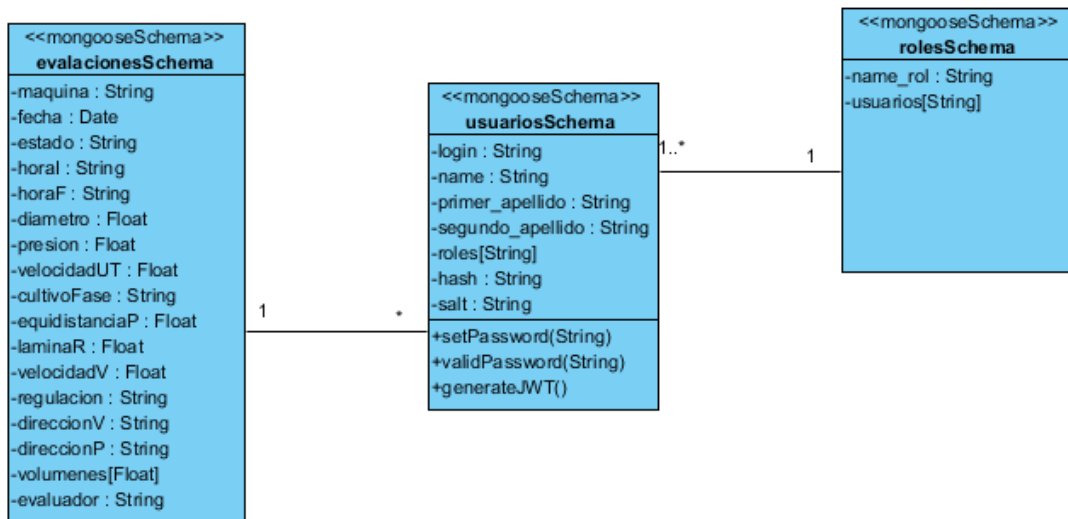 <<mongooseSchema>>
evalacionesSchema
-maquina : String
-fecha : Date
-estado : String
-horaI : String
-horaF : String
-diametro : Float
-presion : Float
-velocidadUT : Float
-cultivoFase : String
-equidistanciaP : Float
-laminaR : Float
-velocidadV : Float
-regulacion : String
-direccionV : String
-direccionP : String
-volumenes[Float]
-evaluador : String
1
*
<<mongooseSchema>>
usuariosSchema
-login : String
-name : String
-primer_apellido : String
-segundo_apellido : String
-roles[String]
-hash : String
-salt : String
+setPassword(String)
+validPassword(String)
+generateJWT()
1..*
1
<<mongooseSchema>>
rolesSchema
-name_rol : String
-usuarios[String]